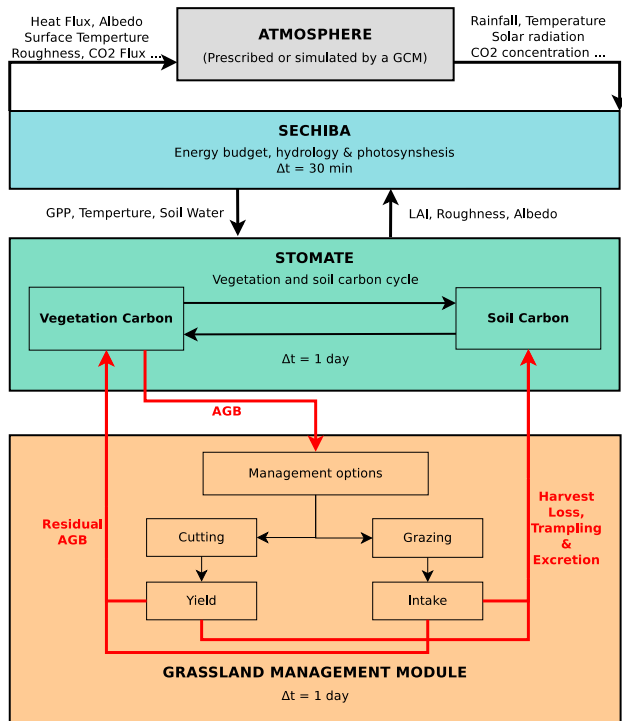 Heat Flux, Albedo
Surface Temperture
Roughness, CO2 Flux ...
ATMOSPHERE
(Prescribed or simulated by a GCM)
Rainfall, Temperature
Solar radiation
CO2 concentration ...
SECHIBA
Energy budget, hydrology & photosynshesis
Δt = 30 min
GPP, Temperture, Soil Water
LAI, Roughness, Albedo
STOMATE
Vegetation and soil carbon cycle
Vegetation Carbon
Soil Carbon
Δt = 1 day
AGB
Management options
Residual
AGB
Harvest
Loss,
Trampling
&
Excretion
Cutting
Grazing
Yield
Intake
GRASSLAND MANAGEMENT MODULE
Δt = 1 day